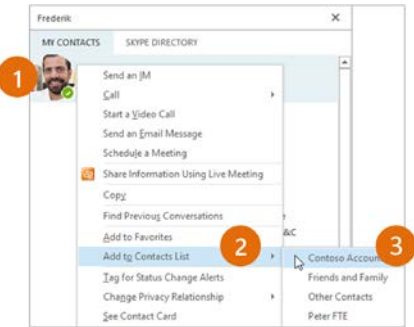 Frederik
MY CONTACTS SKYPE DIRECTORY
1
Send an IM
Call
Start a Video Call
Send an Email Message
Schedule a Meeting
Share Information Using Live Meeting
Copy
Find Previous Conversations
Add to Favorites
&C
Add to Contacts List
2
3
Contoso
Tag for Status Change Alerts
Friends and Family
Change Privacy Relationship
Other Contacts
See Contact Card
Peter FTE